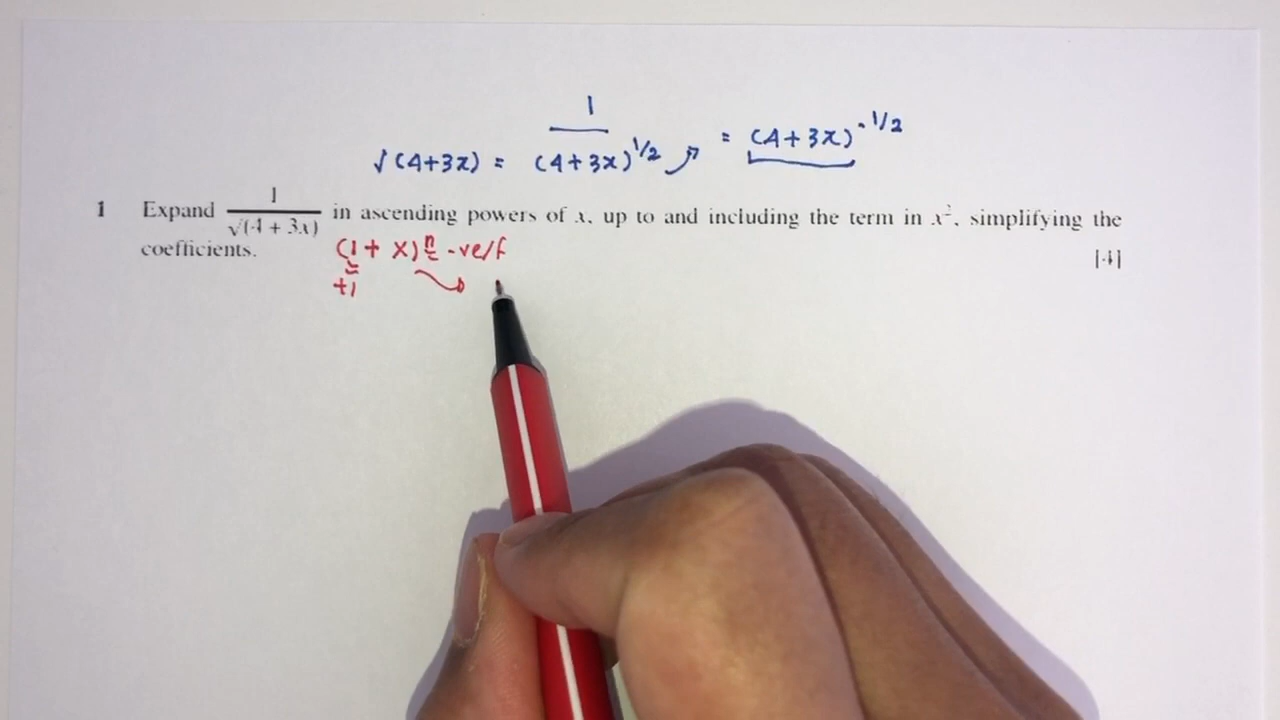 1
√(4+3x) = (4+3x)^1/2 = (4+3x)^-1/2
1 Expand 1/√(4 + 3x) in ascending powers of x, up to and including the term in x², simplifying the
coefficients. [4]
(1 + x)^n -ve/f
+1